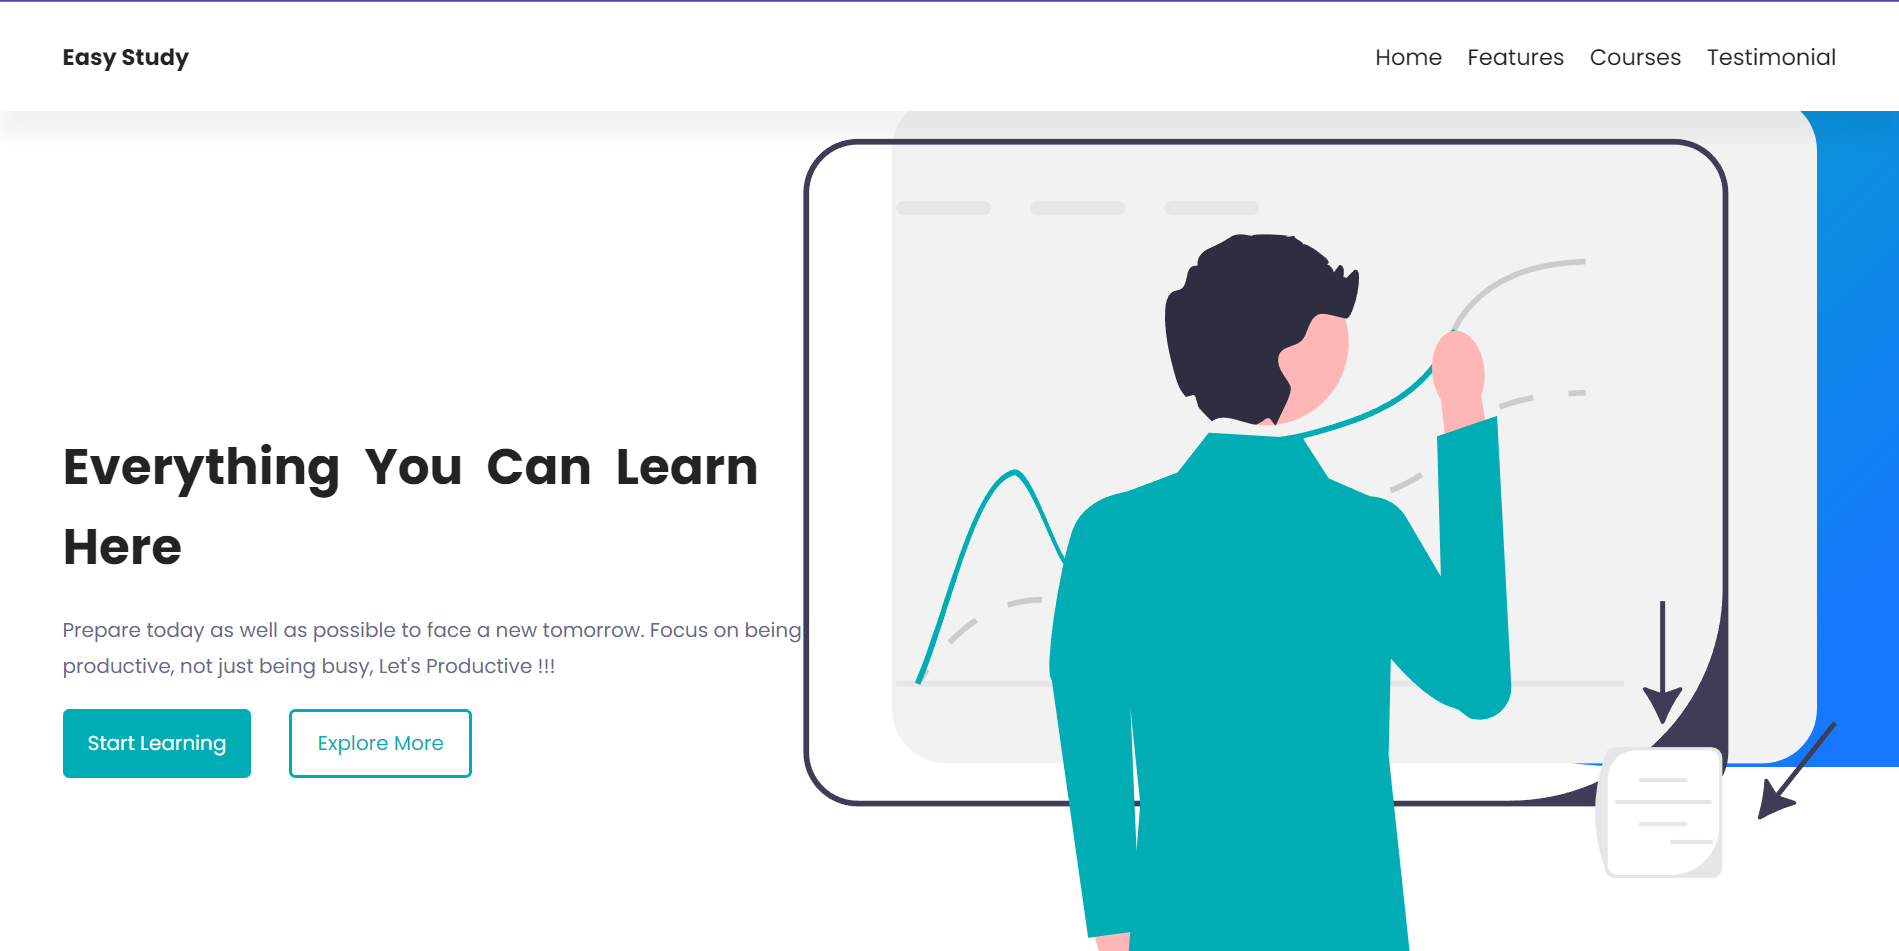 Easy Study
Home Features Courses Testimonial
Everything You Can Learn
Here
Prepare today as well as possible to face a new tomorrow. Focus on being
productive, not just being busy, Let's Productive !!!
Start Learning
Explore More